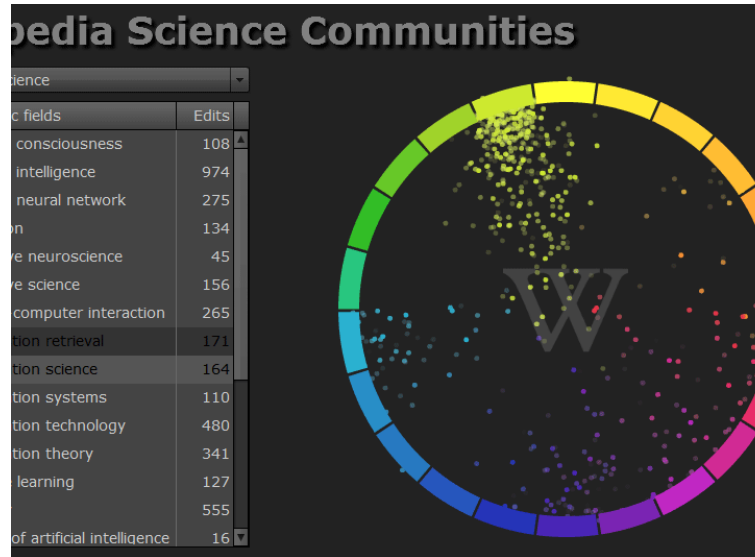 pedia Science Communities
ience
c fields Edits
consciousness 108
intelligence 974
neural network 275
on 134
ve neuroscience 45
ve science 156
computer interaction 265
tion retrieval 171
tion science 164
tion systems 110
tion technology 480
tion theory 341
learning 127
555
of artificial intelligence 16
W